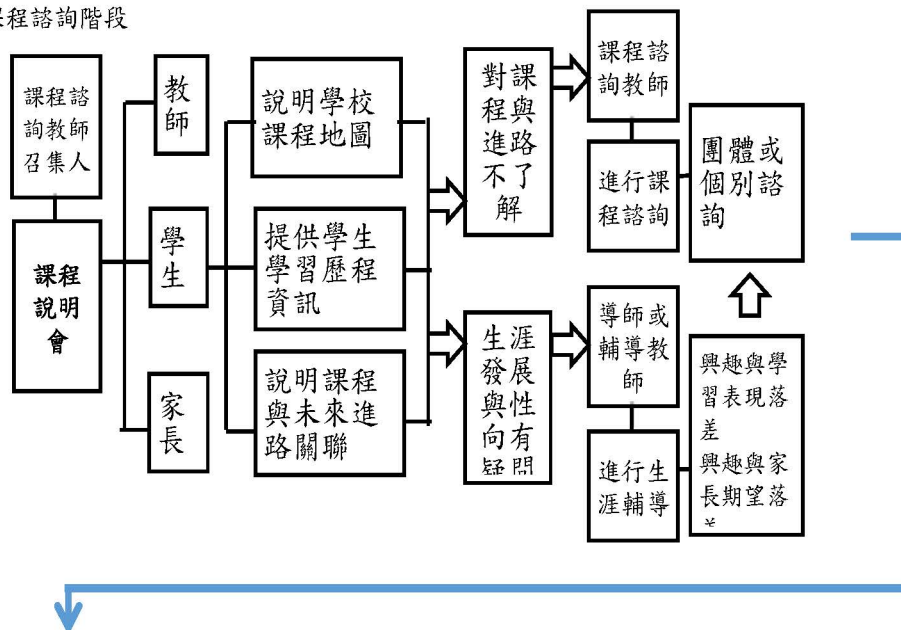 課程諮詢階段
課程諮
詢教師
召集人
課程
說明
會
教
師
學
生
家
長
說明學校
課程地圖
提供學生
學習歷程
資訊
說明課程
與未來進
路關聯
對課
程與
進路
不了
解
生涯
發展
與性
向有
疑問
課程諮
詢教師
進行課
程諮詢
團體或
個別諮
詢
導師或
輔導教
師
進行生
涯輔導
興趣與學
習表現落
差
興趣與家
長期望落